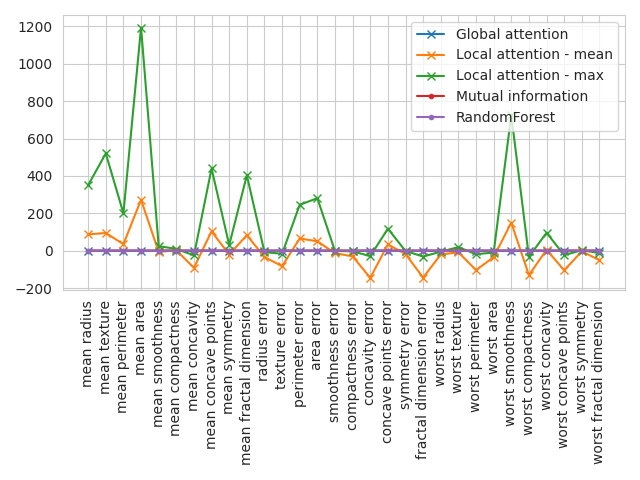 1200
1000
800
600
400
200
0
−200
Global attention
Local attention - mean
Local attention - max
Mutual information
RandomForest
mean radius
mean texture
mean perimeter
mean area
mean smoothness
mean compactness
mean concavity
mean concave points
mean symmetry
mean fractal dimension
radius error
texture error
perimeter error
area error
smoothness error
compactness error
concavity error
concave points error
symmetry error
fractal dimension error
worst radius
worst texture
worst perimeter
worst area
worst smoothness
worst compactness
worst concavity
worst concave points
worst symmetry
worst fractal dimension